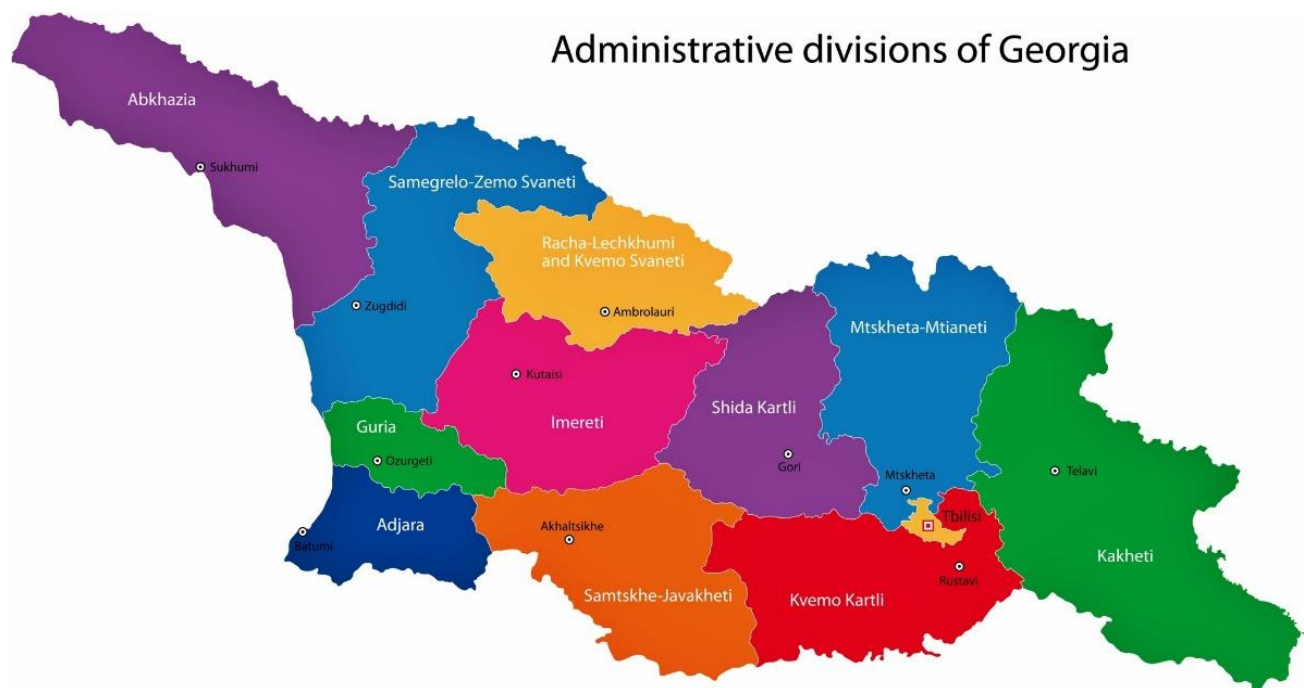 Administrative divisions of Georgia
Abkhazia
Sukhumi
Samegrelo-Zemo Svaneti
Racha-Lechkhumi
and Kvemo Svaneti
Zugdidi
Ambrolauri
Mtskheta-Mtianeti
Kutaisi
Shida Kartli
Imereti
Guria
Ozurgeti
Gori
Telavi
Mtskheta
Tbilisi
Adjara
Akhaltsikhe
Batumi
Kakheti
Rustavi
Samtskhe-Javakheti
Kvemo Kartli